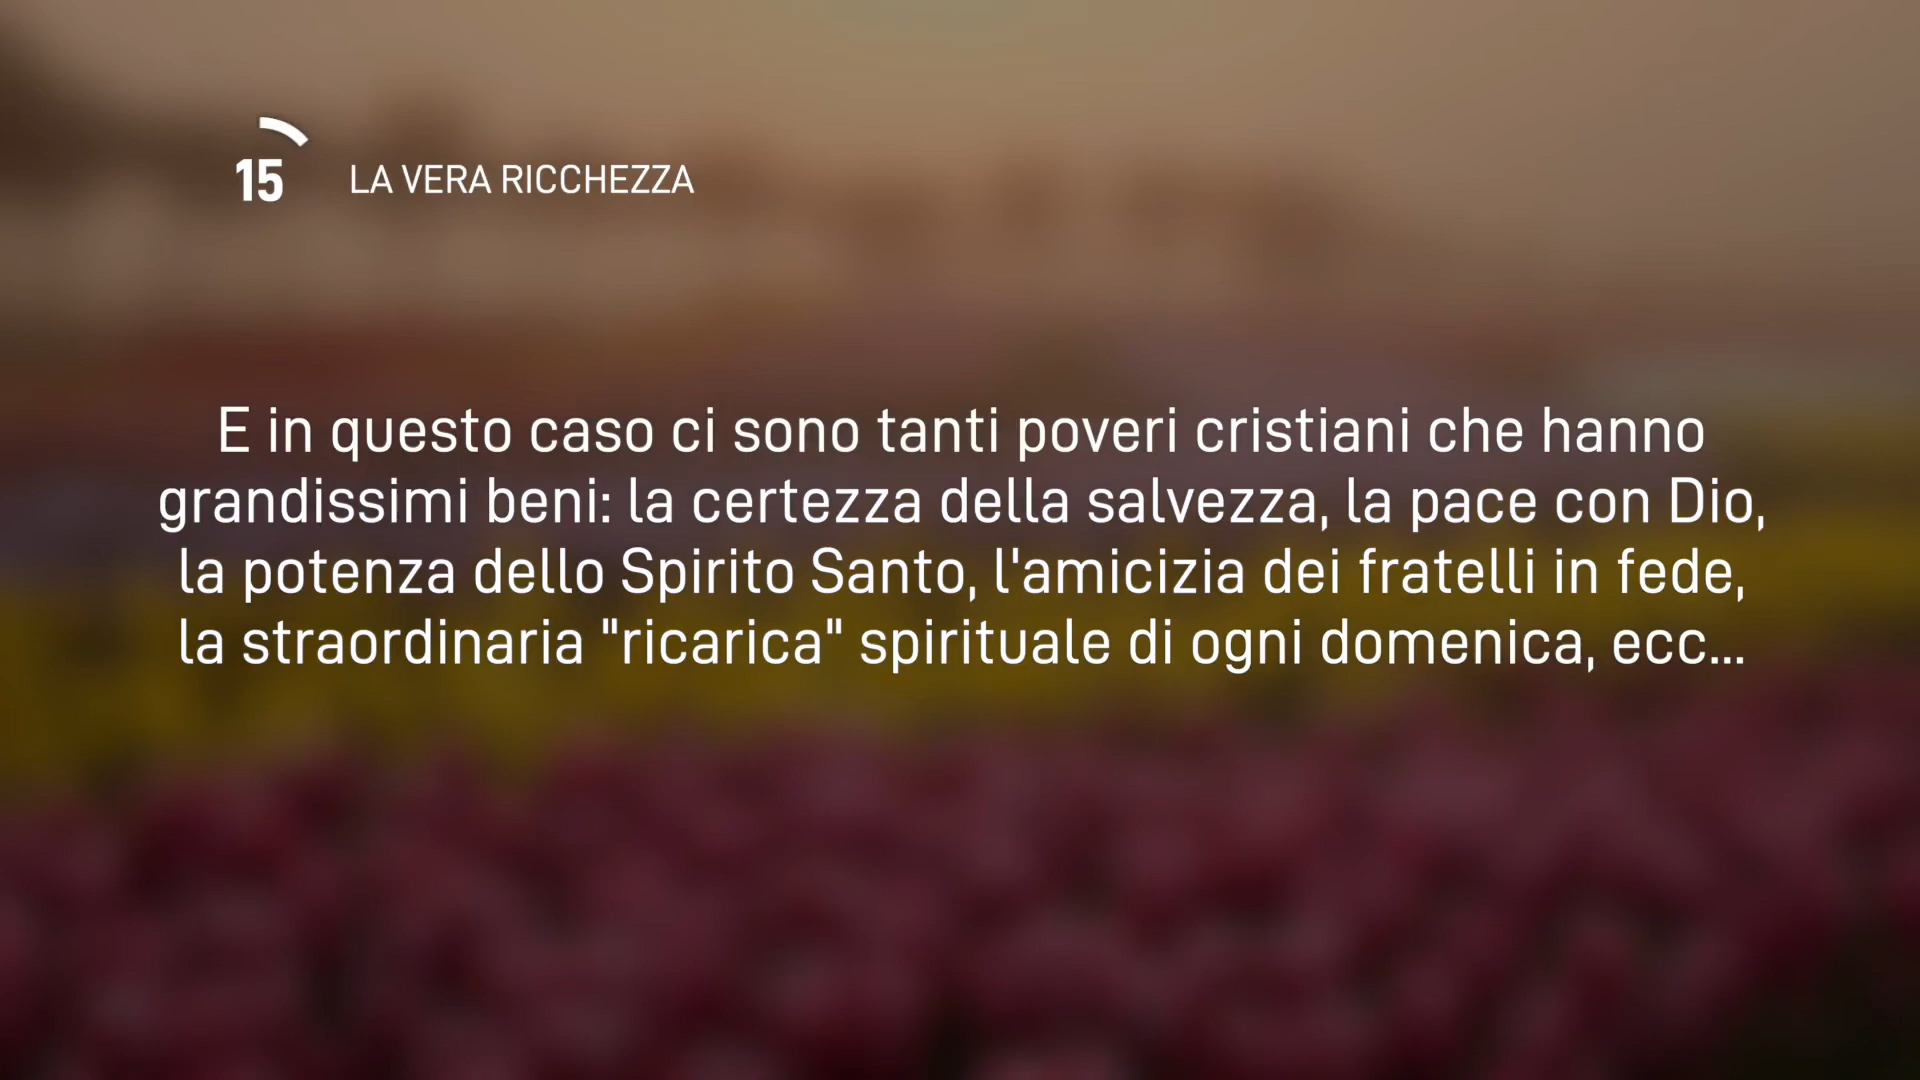 15 LA VERA RICCHEZZA
E in questo caso ci sono tanti poveri cristiani che hanno
grandissimi beni: la certezza della salvezza, la pace con Dio,
la potenza dello Spirito Santo, l'amicizia dei fratelli in fede,
la straordinaria "ricarica" spirituale di ogni domenica, ecc...